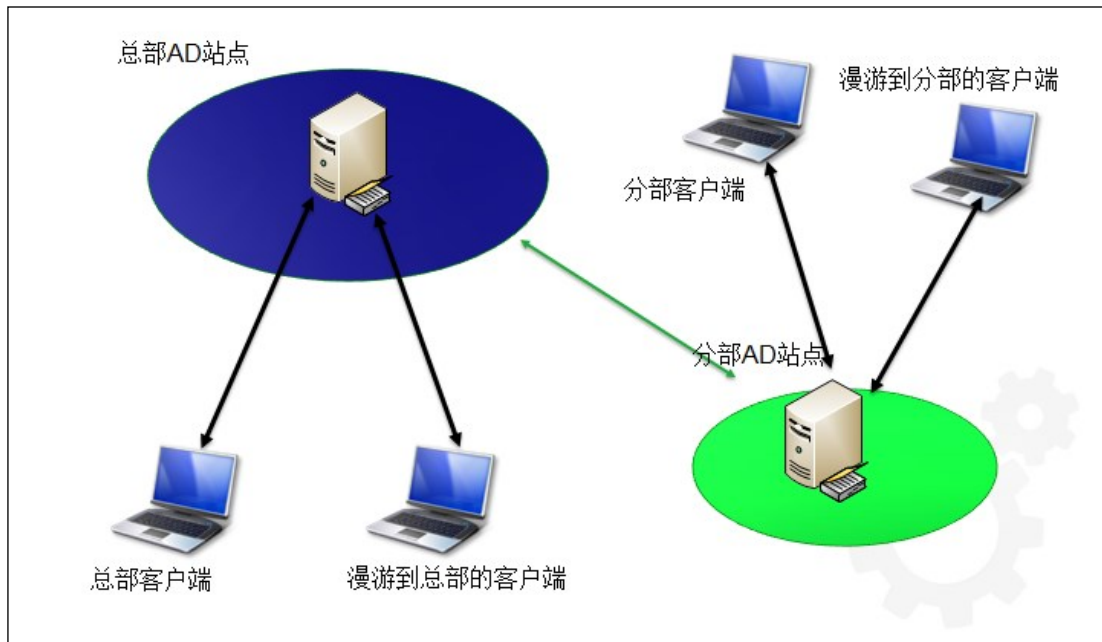 总部AD站点
漫游到分部的客户端
分部客户端
分部AD站点
总部客户端
漫游到总部的客户端